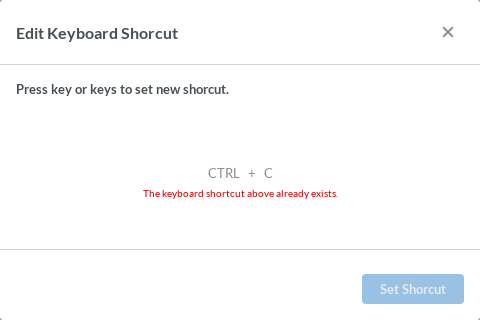 Edit Keyboard Shorcut
Press key or keys to set new shorcut.
CTRL + C
The keyboard shortcut above already exists.
Set Shorcut